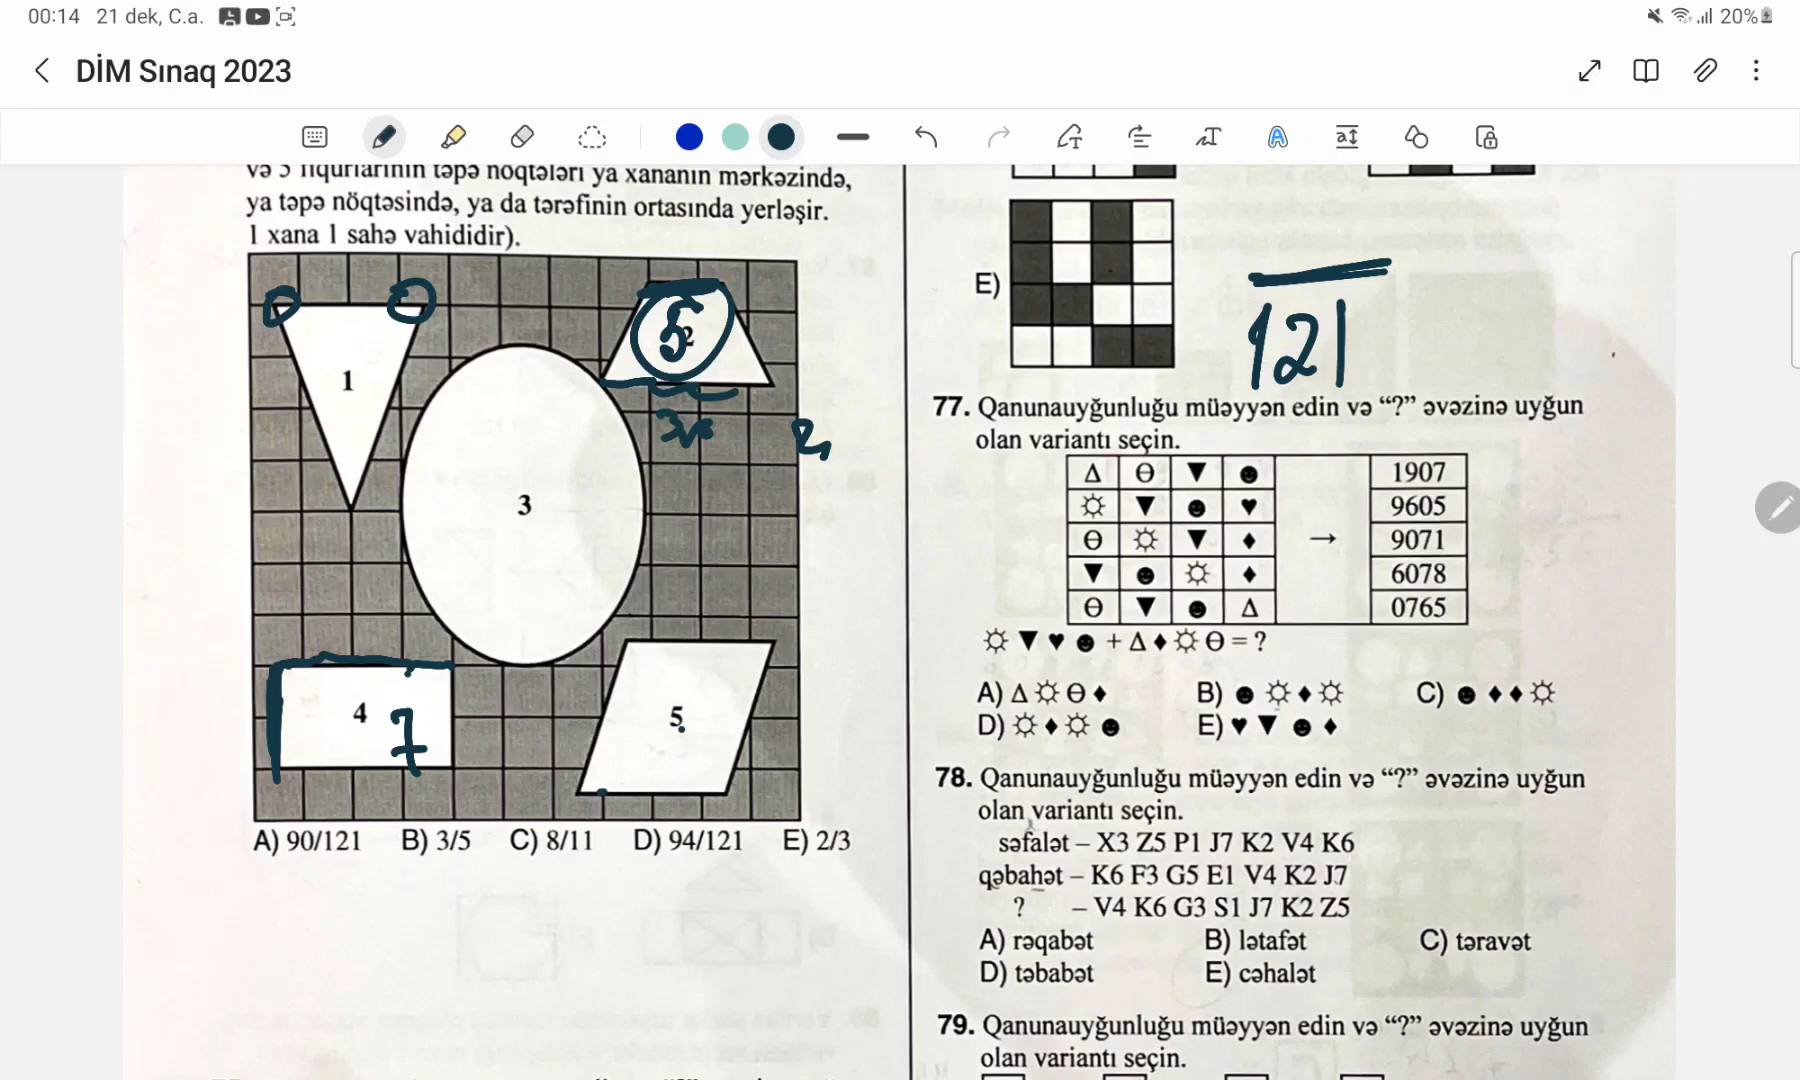 00:14 21 dek, C.a.
20%
DİM Sınaq 2023
və 5 fiqurlarının təpə nöqtələri ya xananın mərkəzində,
ya təpə nöqtəsində, ya da tərəfinin ortasında yerləşir.
1 xana 1 sahə vahididir).
1
5
2
3
4 7
5
A) 90/121 B) 3/5 C) 8/11 D) 94/121 E) 2/3
E)
121
77. Qanunauyğunluğu müəyyən edin və “?” əvəzinə uyğun
olan variantı seçin.
Δ Ɵ ▼ ☻ 1907
☼ ▼ ☻ ♥ 9605
Ɵ ☼ ▼ ♦ → 9071
▼ ☻ ☼ ♦ 6078
Ɵ ▼ ☻ Δ 0765
☼ ▼ ♥ ☻ + Δ ♦ ☼ Ɵ = ?
A) Δ ☼ Ɵ ♦ B) ☻ ☼ ♦ ☼ C) ☻ ♦ ♦ ☼
D) ☼ ♦ ☼ ☻ E) ♥ ▼ ☻ ♦
78. Qanunauyğunluğu müəyyən edin və “?” əvəzinə uyğun
olan variantı seçin.
səfalət – X3 Z5 P1 J7 K2 V4 K6
qəbahət – K6 F3 G5 E1 V4 K2 J7
? – V4 K6 G3 S1 J7 K2 Z5
A) rəqabət B) lətafət C) təravət
D) təbabət E) cəhalət
79. Qanunauyğunluğu müəyyən edin və “?” əvəzinə uyğun
olan variantı seçin.